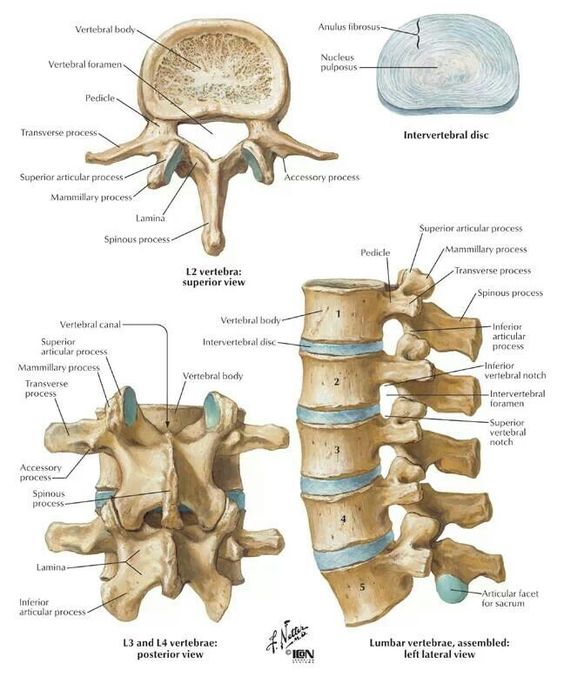 Vertebral body
Vertebral foramen
Pedicle
Transverse process
Superior articular process
Mammillary process
Lamina
Spinous process
Accessory process
L2 vertebra:
superior view
Anulus fibrosus
Nucleus
pulposus
Intervertebral disc
Vertebral canal
Superior
articular process
Mammillary process
Transverse
process
Vertebral body
Accessory
process
Spinous
process
Lamina
Inferior
articular process
L3 and L4 vertebrae:
posterior view
Superior articular process
Mammillary process
Pedicle
Transverse process
Spinous process
Vertebral body
Intervertebral disc
Inferior
articular
process
Inferior
vertebral notch
Intervertebral
foramen
Superior
vertebral
notch
1
2
3
4
5
Articular facet
for sacrum
Lumbar vertebrae, assembled:
left lateral view
F. Netter
M.D.
© ICON